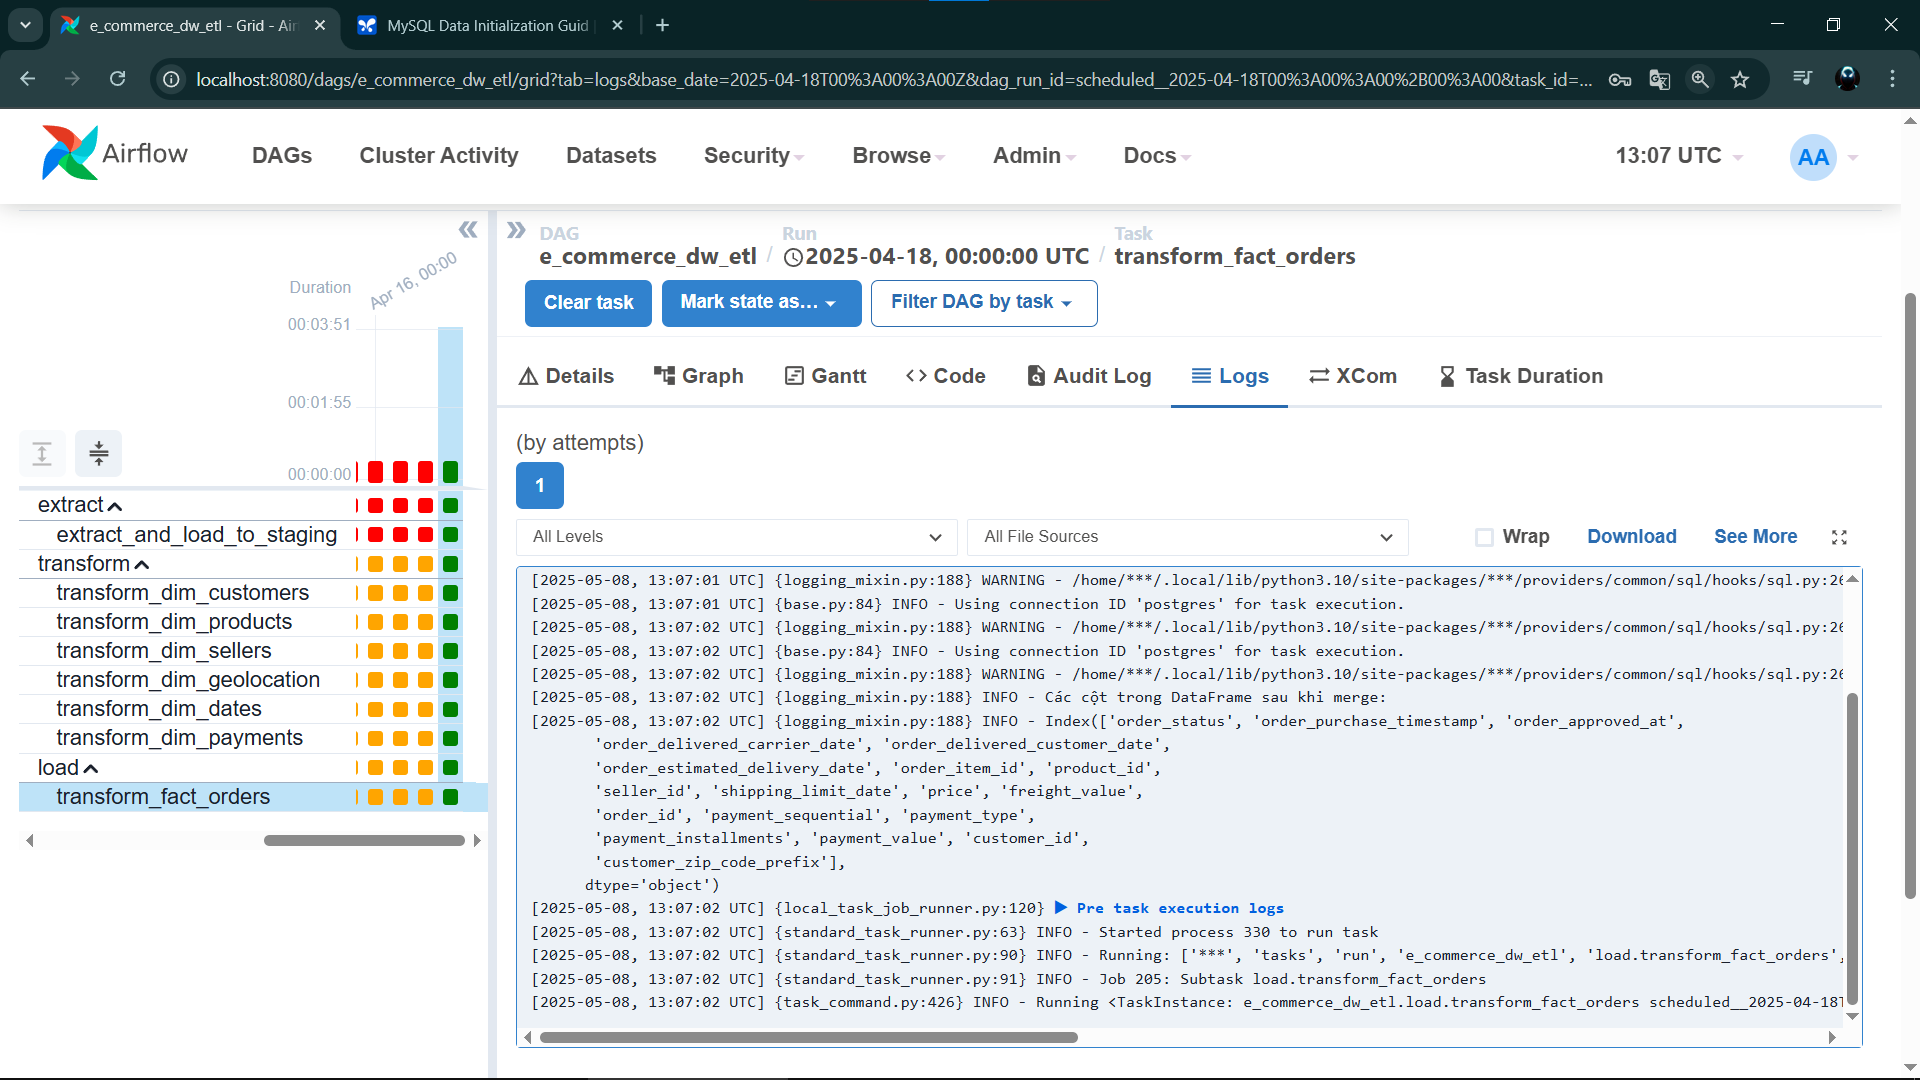 e_commerce_dw_etl - Grid - Air
MySQL Data Initialization Guid
localhost:8080/dags/e_commerce_dw_etl/grid?tab=logs&base_date=2025-04-18T00%3A00%3A00Z&dag_run_id=scheduled__2025-04-18T00%3A00%3A00%2B00%3A00&task_id=...
Airflow
DAGs
Cluster Activity
Datasets
Security
Browse
Admin
Docs
13:07 UTC
AA
DAG
e_commerce_dw_etl
/
Run
2025-04-18, 00:00:00 UTC
/
Task
transform_fact_orders
Clear task
Mark state as...
Filter DAG by task
Apr 16, 00:00
Duration
00:03:51
00:01:55
00:00:00
extract
extract_and_load_to_staging
transform
transform_dim_customers
transform_dim_products
transform_dim_sellers
transform_dim_geolocation
transform_dim_dates
transform_dim_payments
load
transform_fact_orders
Details
Graph
Gantt
Code
Audit Log
Logs
XCom
Task Duration
(by attempts)
1
All Levels
All File Sources
Wrap
Download
See More
[2025-05-08, 13:07:01 UTC] {logging_mixin.py:188} WARNING - /home/***/.local/lib/python3.10/site-packages/***/providers/common/sql/hooks/sql.py:26
[2025-05-08, 13:07:01 UTC] {base.py:84} INFO - Using connection ID 'postgres' for task execution.
[2025-05-08, 13:07:02 UTC] {logging_mixin.py:188} WARNING - /home/***/.local/lib/python3.10/site-packages/***/providers/common/sql/hooks/sql.py:26
[2025-05-08, 13:07:02 UTC] {base.py:84} INFO - Using connection ID 'postgres' for task execution.
[2025-05-08, 13:07:02 UTC] {logging_mixin.py:188} WARNING - /home/***/.local/lib/python3.10/site-packages/***/providers/common/sql/hooks/sql.py:26
[2025-05-08, 13:07:02 UTC] {logging_mixin.py:188} INFO - Các cột trong DataFrame sau khi merge:
[2025-05-08, 13:07:02 UTC] {logging_mixin.py:188} INFO - Index(['order_status', 'order_purchase_timestamp', 'order_approved_at',
'order_delivered_carrier_date', 'order_delivered_customer_date',
'order_estimated_delivery_date', 'order_item_id', 'product_id',
'seller_id', 'shipping_limit_date', 'price', 'freight_value',
'order_id', 'payment_sequential', 'payment_type',
'payment_installments', 'payment_value', 'customer_id',
'customer_zip_code_prefix'],
dtype='object')
[2025-05-08, 13:07:02 UTC] {local_task_job_runner.py:120} ▶ Pre task execution logs
[2025-05-08, 13:07:02 UTC] {standard_task_runner.py:63} INFO - Started process 330 to run task
[2025-05-08, 13:07:02 UTC] {standard_task_runner.py:90} INFO - Running: ['***', 'tasks', 'run', 'e_commerce_dw_etl', 'load.transform_fact_orders',
[2025-05-08, 13:07:02 UTC] {standard_task_runner.py:91} INFO - Job 205: Subtask load.transform_fact_orders
[2025-05-08, 13:07:02 UTC] {task_command.py:426} INFO - Running <TaskInstance: e_commerce_dw_etl.load.transform_fact_orders scheduled__2025-04-18T